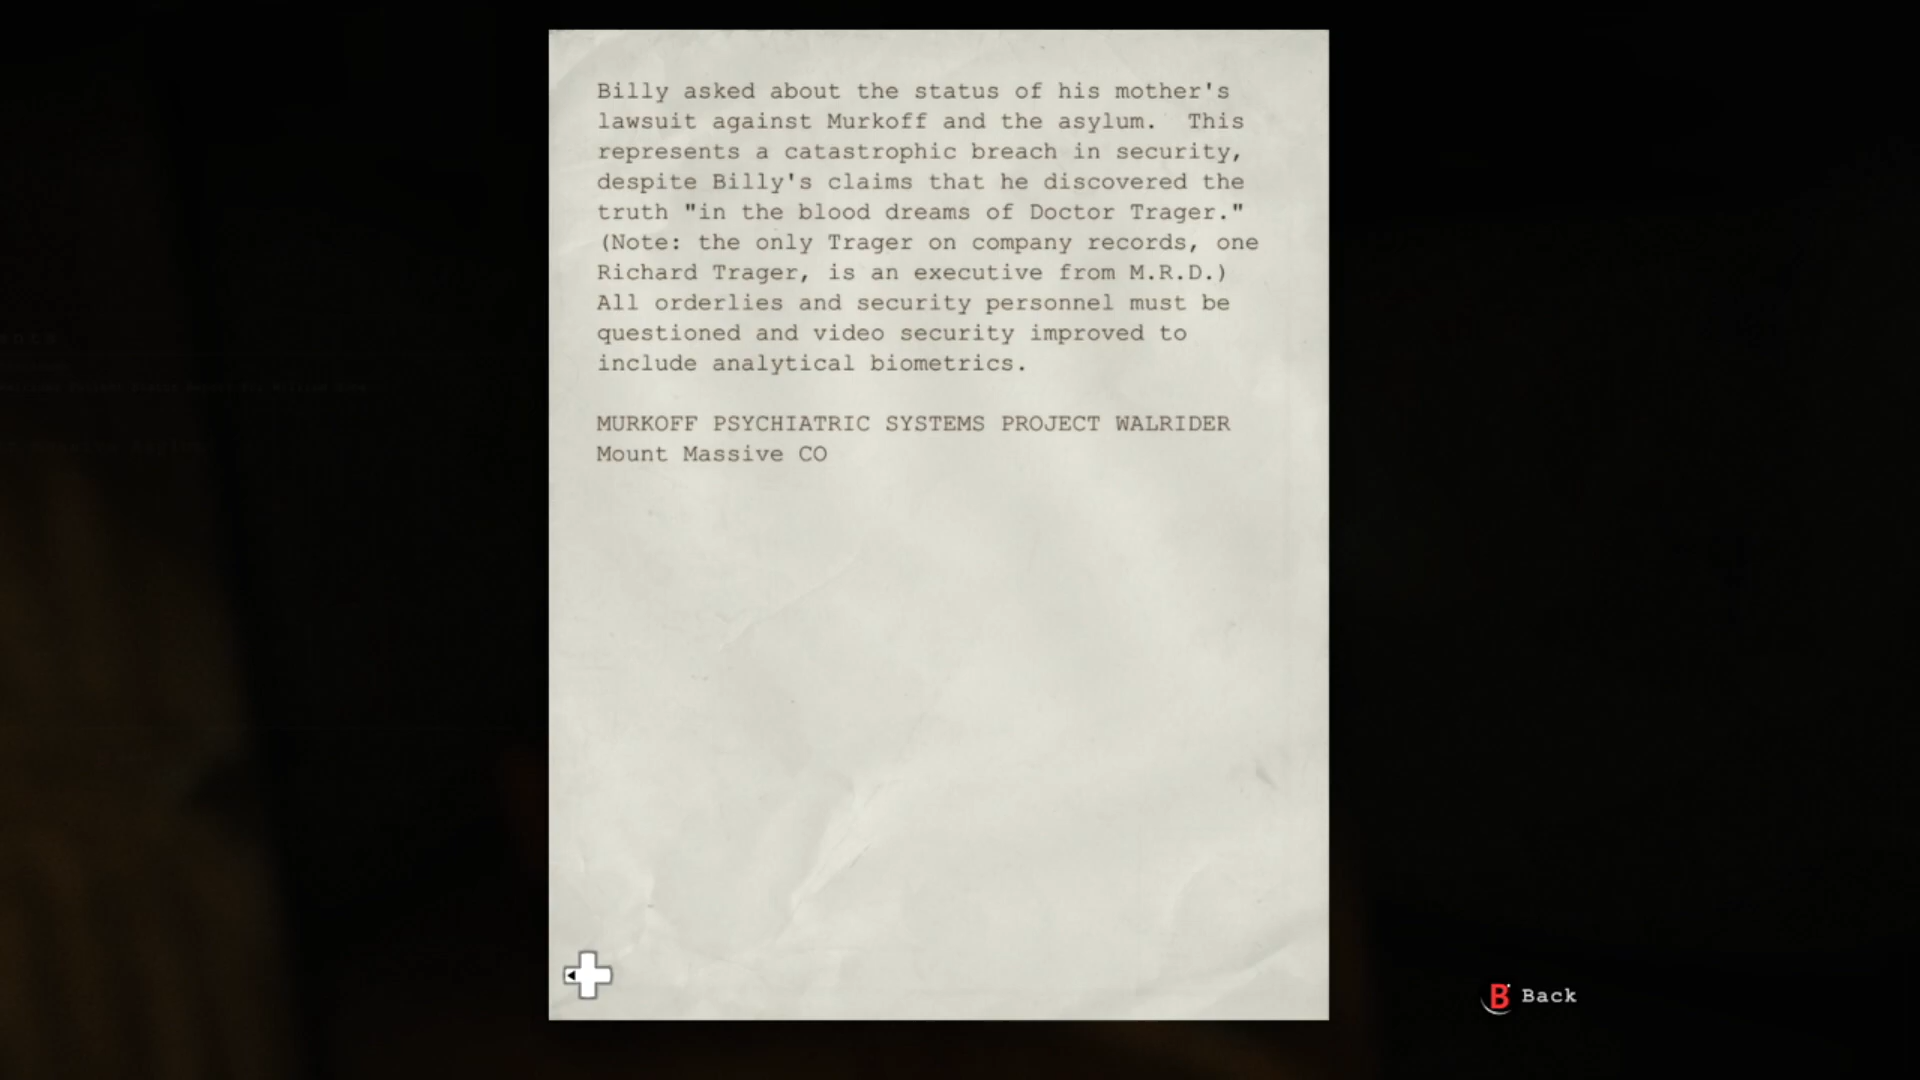 Billy asked about the status of his mother's
lawsuit against Murkoff and the asylum.  This
represents a catastrophic breach in security,
despite Billy's claims that he discovered the
truth "in the blood dreams of Doctor Trager."
(Note: the only Trager on company records, one
Richard Trager, is an executive from M.R.D.)
All orderlies and security personnel must be
questioned and video security improved to
include analytical biometrics.

MURKOFF PSYCHIATRIC SYSTEMS PROJECT WALRIDER
Mount Massive CO
B Back